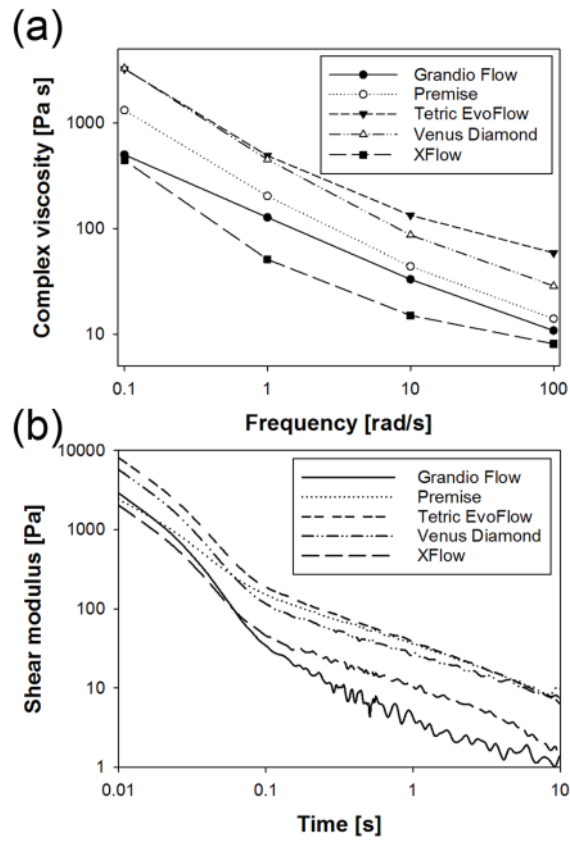 (a)
Complex viscosity [Pa s]
1000
100
10
Grandio Flow
Premise
Tetric EvoFlow
Venus Diamond
XFlow
0.1 1 10 100
Frequency [rad/s]
(b)
Shear modulus [Pa]
10000
1000
100
10
1
Grandio Flow
Premise
Tetric EvoFlow
Venus Diamond
XFlow
0.01 0.1 1 10
Time [s]